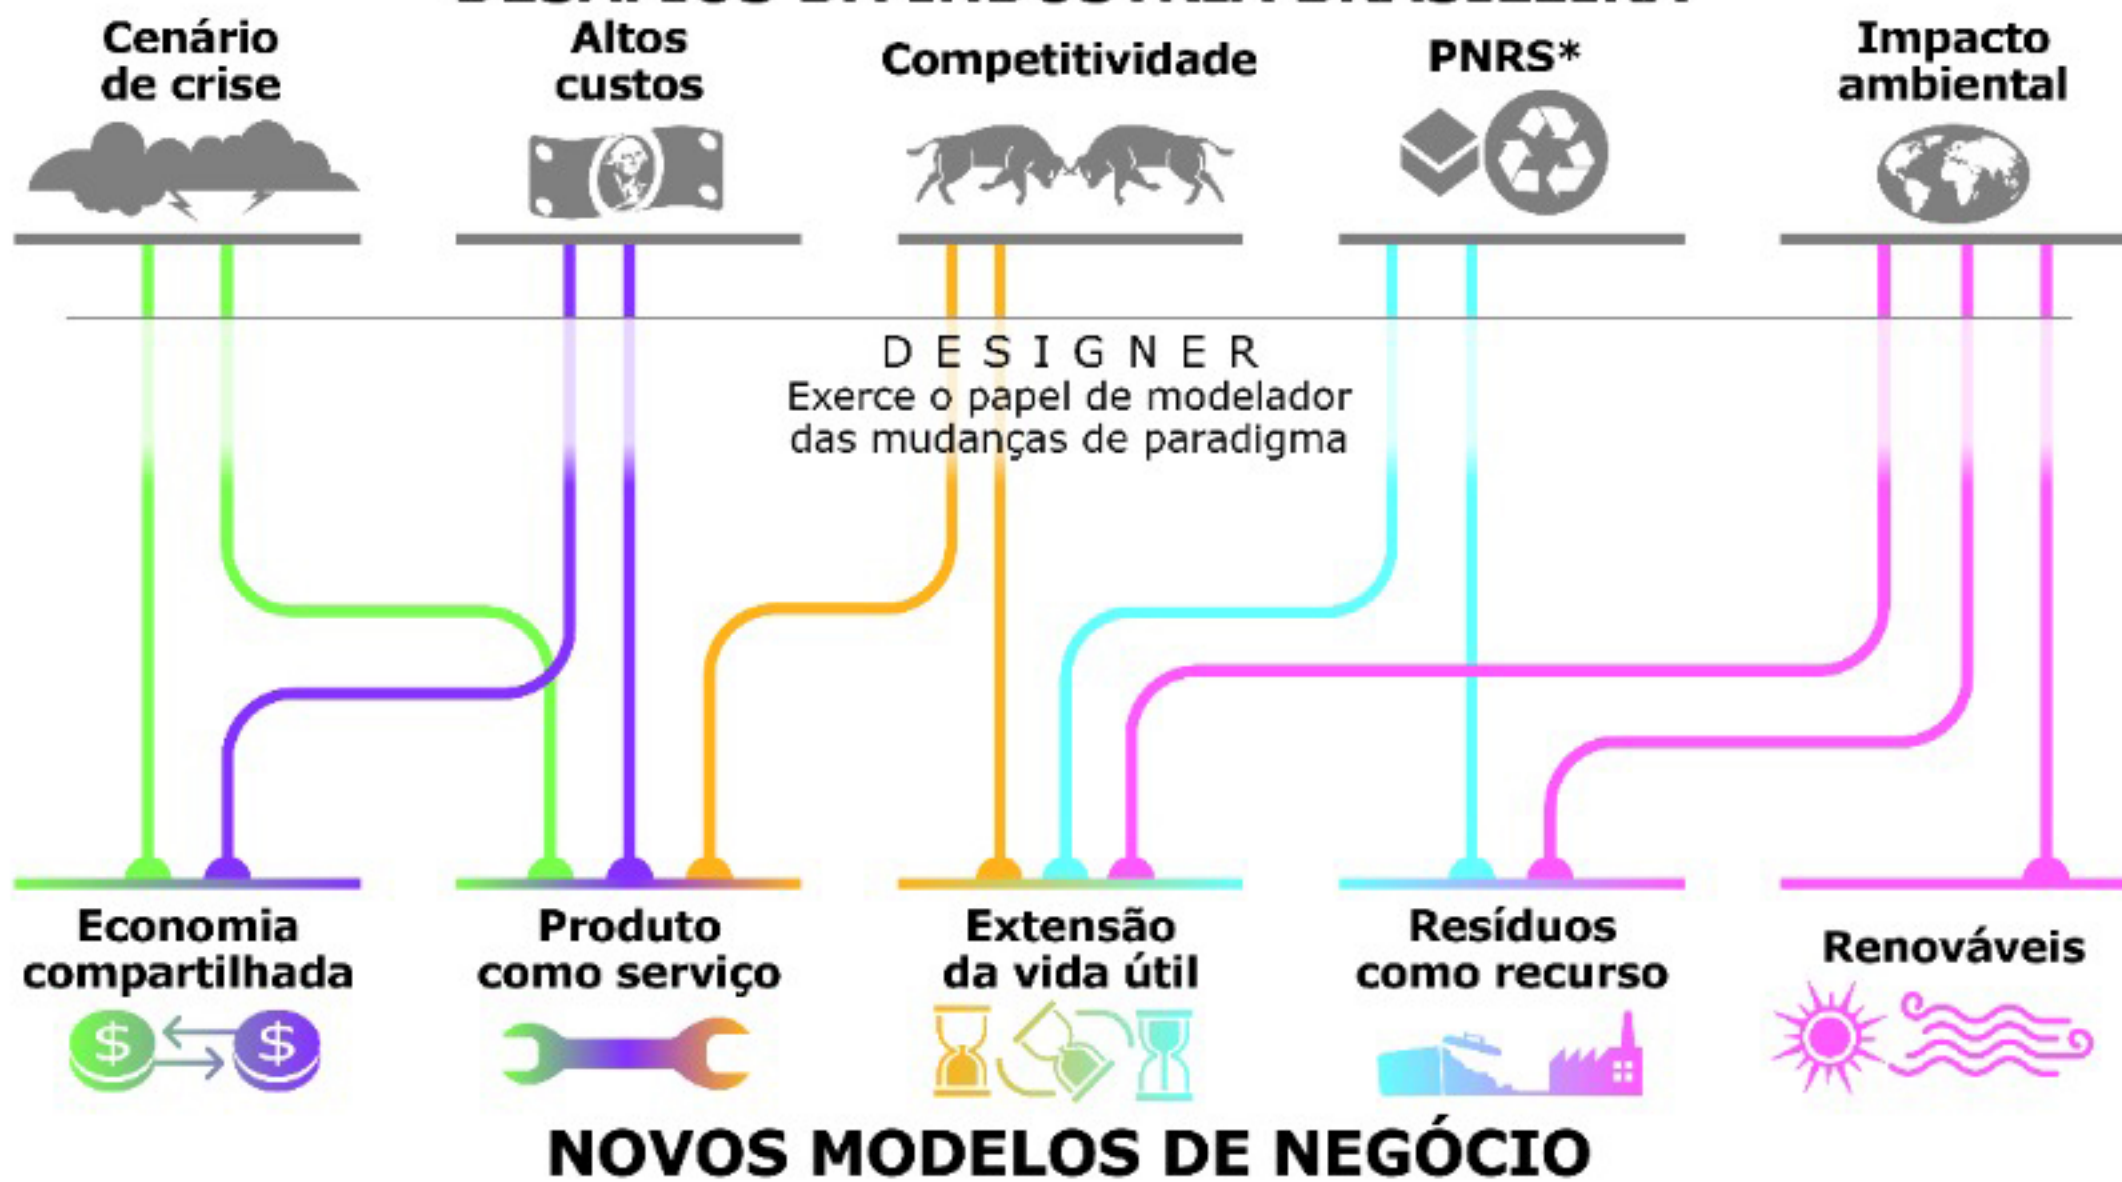 Cenário
de crise
Altos
custos
Competitividade
PNRS*
Impacto
ambiental
D E S I G N E R
Exerce o papel de modelador
das mudanças de paradigma
Economia
compartilhada
Produto
como serviço
Extensão
da vida útil
Resíduos
como recurso
Renováveis
$
$
NOVOS MODELOS DE NEGÓCIO